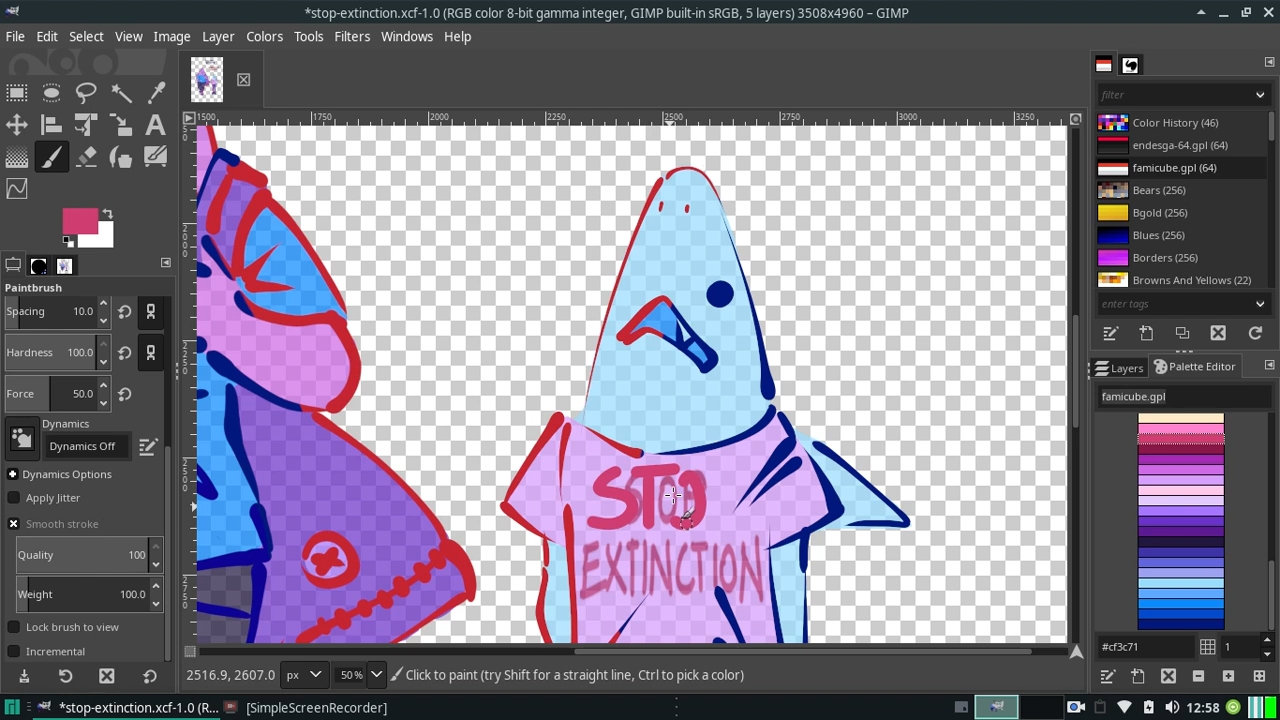 *stop-extinction.xcf-1.0 (RGB color 8-bit gamma integer, GIMP built-in sRGB, 5 layers) 3508x4960 – GIMP
File Edit Select View Image Layer Colors Tools Filters Windows Help
1500 1750 2000 2250 2500 2750 3000 3250
filter
Color History (46)
endesga-64.gpl (64)
famicube.gpl (64)
Bears (256)
Bgold (256)
Blues (256)
Borders (256)
Browns And Yellows (22)
enter tags
Paintbrush
Spacing 10.0
Hardness 100.0
Force 50.0
Dynamics
Dynamics Off
Dynamics Options
Apply Jitter
Smooth stroke
Quality 100
Weight 100.0
Lock brush to view
Incremental
STO
EXTINCTION
Layers Palette Editor
famicube.gpl
#cf3c71 1
2516.9, 2607.0 px 50% Click to paint (try Shift for a straight line, Ctrl to pick a color)
*stop-extinction.xcf-1.0 (R... [SimpleScreenRecorder] 12:58